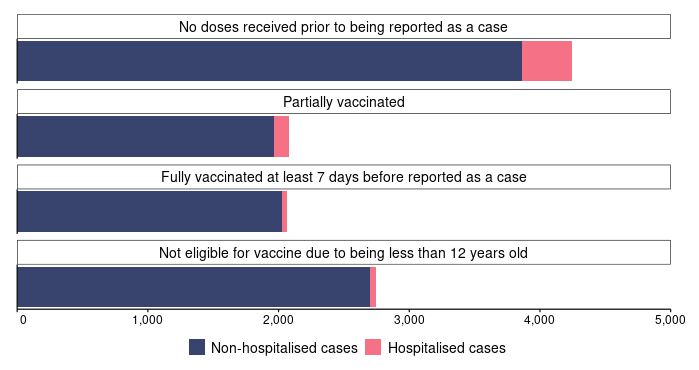 No doses received prior to being reported as a case
Partially vaccinated
Fully vaccinated at least 7 days before reported as a case
Not eligible for vaccine due to being less than 12 years old
0 1,000 2,000 3,000 4,000 5,000
Non-hospitalised cases Hospitalised cases